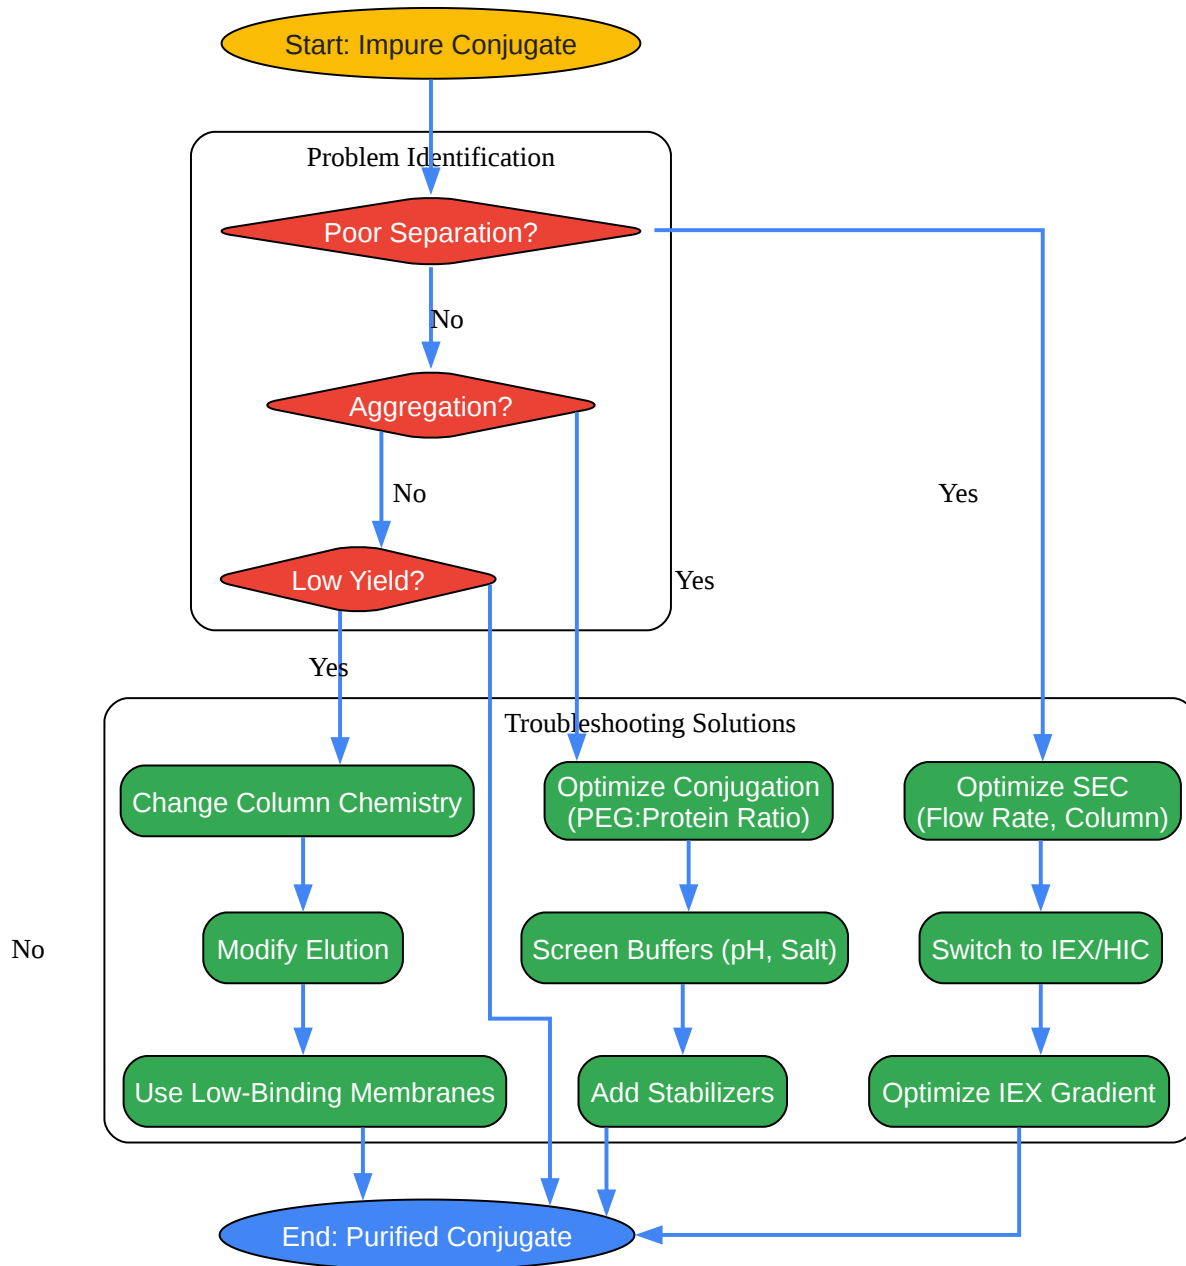 Start: Impure Conjugate
Problem Identification
Poor Separation?
No
Aggregation?
No
Yes
Low Yield?
Yes
Yes
Troubleshooting Solutions
Change Column Chemistry
Optimize Conjugation
(PEG:Protein Ratio)
Optimize SEC
(Flow Rate, Column)
No
Modify Elution
Screen Buffers (pH, Salt)
Switch to IEX/HIC
Use Low-Binding Membranes
Add Stabilizers
Optimize IEX Gradient
End: Purified Conjugate